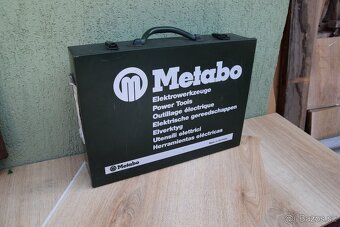 Metabo
Elektrowerkzeuge
Power Tools
Outillage électrique
Elektrische gereedschappen
Elverktyg
Utensili elettrici
Herramientas eléctricas
Metabo